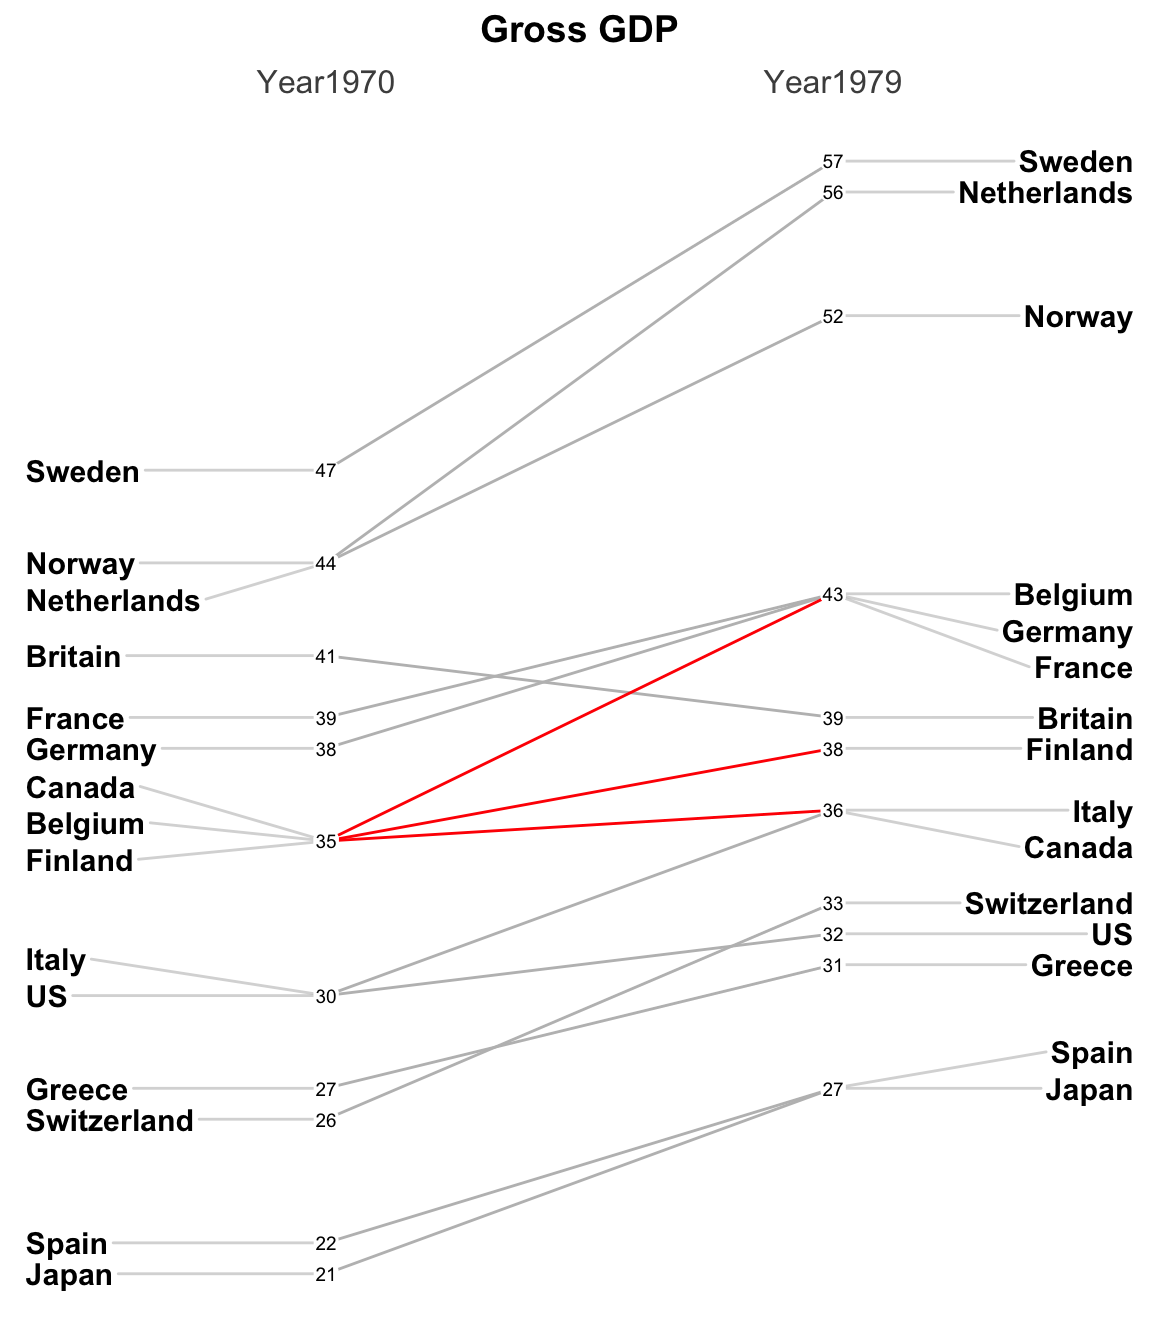 Gross GDP
Year1970 Year1979
57 Sweden
56 Netherlands
52 Norway
Sweden 47
Norway 44
43 Belgium
Netherlands
Germany
Britain 41
France
France 39
39 Britain
Germany 38
38 Finland
Canada
36 Italy
Belgium
35
Canada
Finland
33 Switzerland
32 US
Italy
31 Greece
US 30
Spain
Greece 27
27 Japan
Switzerland 26
Spain 22
Japan 21